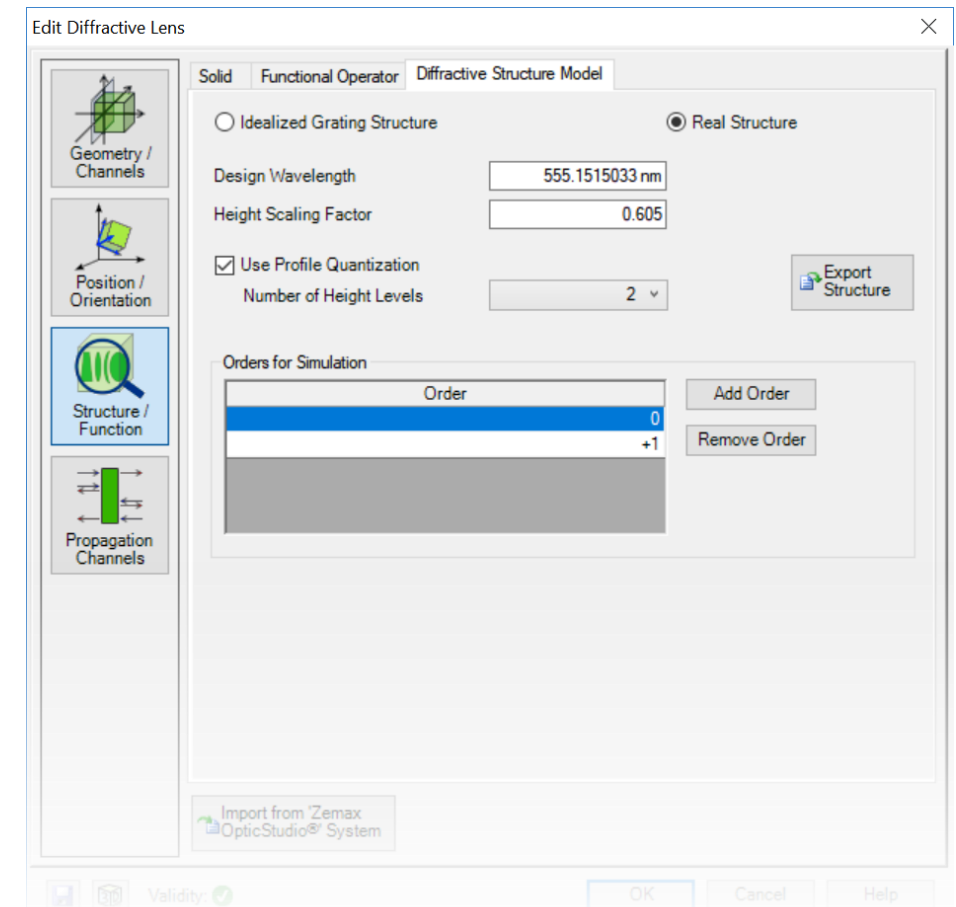 Edit Diffractive Lens
Solid
Functional Operator
Diffractive Structure Model
Geometry /
Channels
Idealized Grating Structure
Real Structure
Design Wavelength
555.1515033 nm
Height Scaling Factor
0.605
Position /
Orientation
Use Profile Quantization
Number of Height Levels
2
Export
Structure
Structure /
Function
Orders for Simulation
Order
0
+1
Add Order
Remove Order
Propagation
Channels
Import from 'Zemax
OpticStudio®' System
Validity:
OK
Cancel
Help